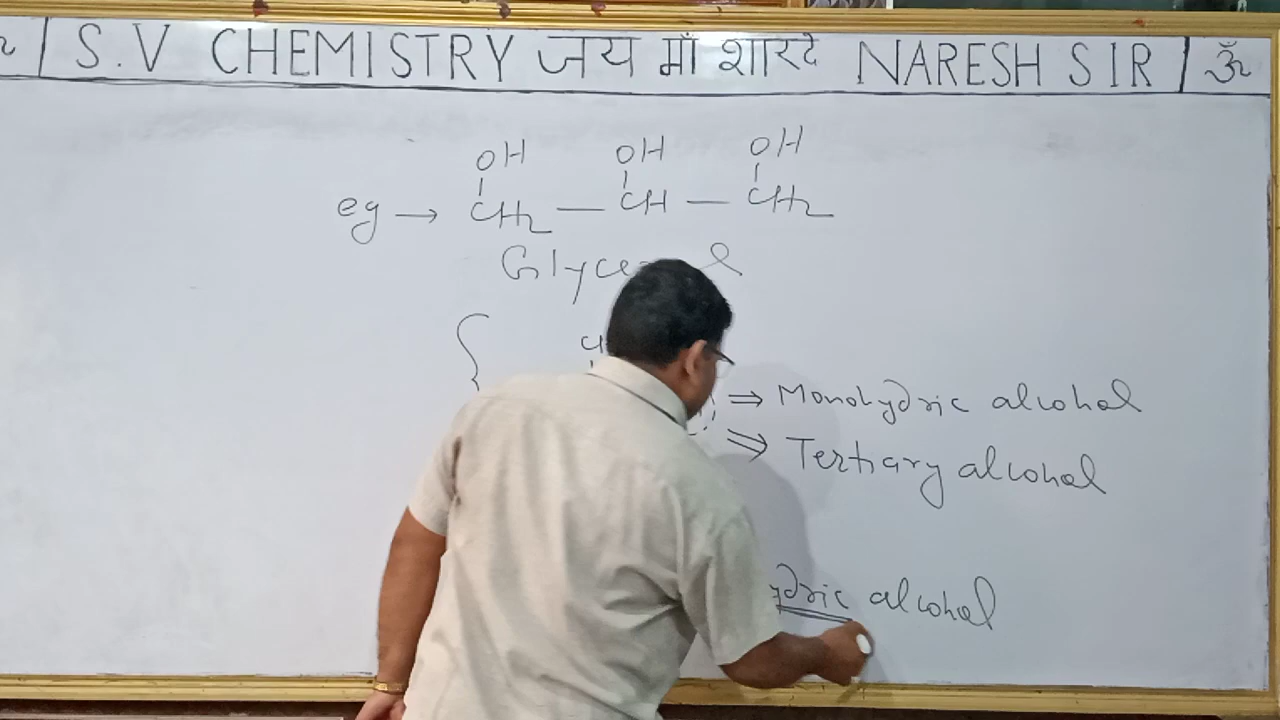 | S.V CHEMISTRY जय माँ शारदे NARESH SIR | ॐ
OH OH OH
eg → CH2 — CH — CH2
⇒ Monohydric alcohol
⇒ Tertiary alcohol
alcohol